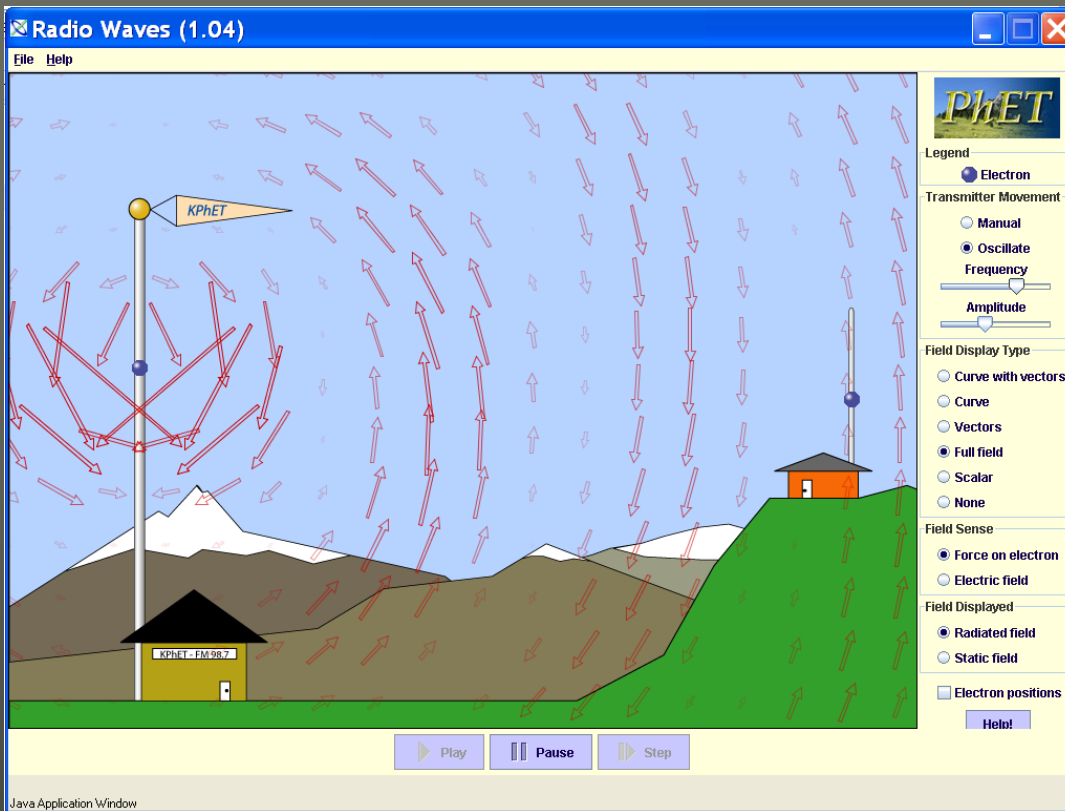 Radio Waves (1.04)
File Help
KPhET
KPhET - FM 98.7
PhET
Legend
Electron
Transmitter Movement
Manual
Oscillate
Frequency
Amplitude
Field Display Type
Curve with vectors
Curve
Vectors
Full field
Scalar
None
Field Sense
Force on electron
Electric field
Field Displayed
Radiated field
Static field
Electron positions
Help!
Play Pause Step
Java Application Window